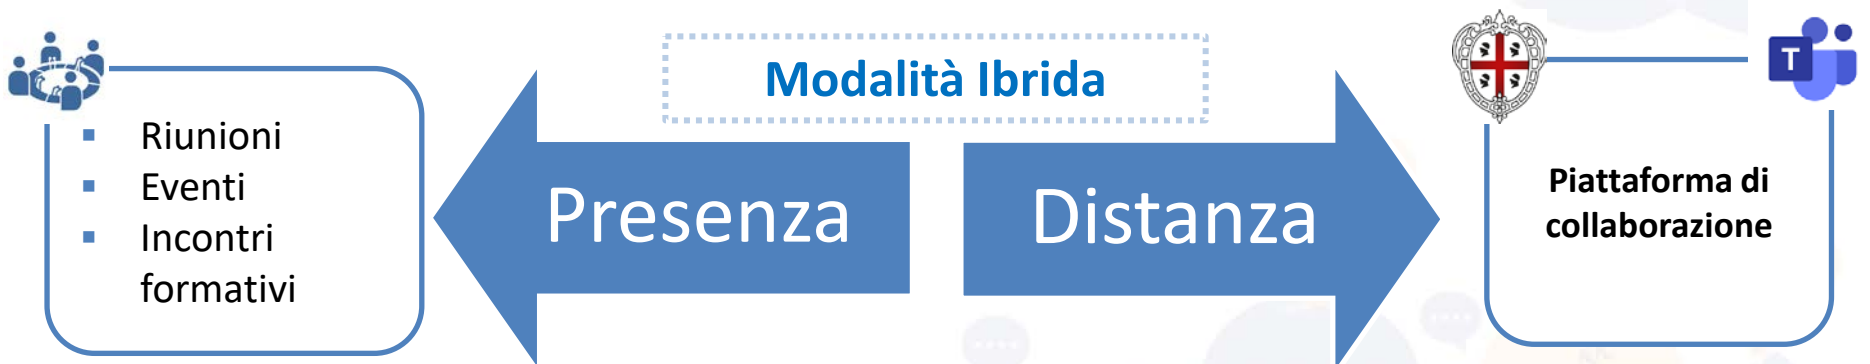 Modalità Ibrida
Riunioni
Eventi
Incontri
formativi
Presenza
Distanza
T
Piattaforma di
collaborazione